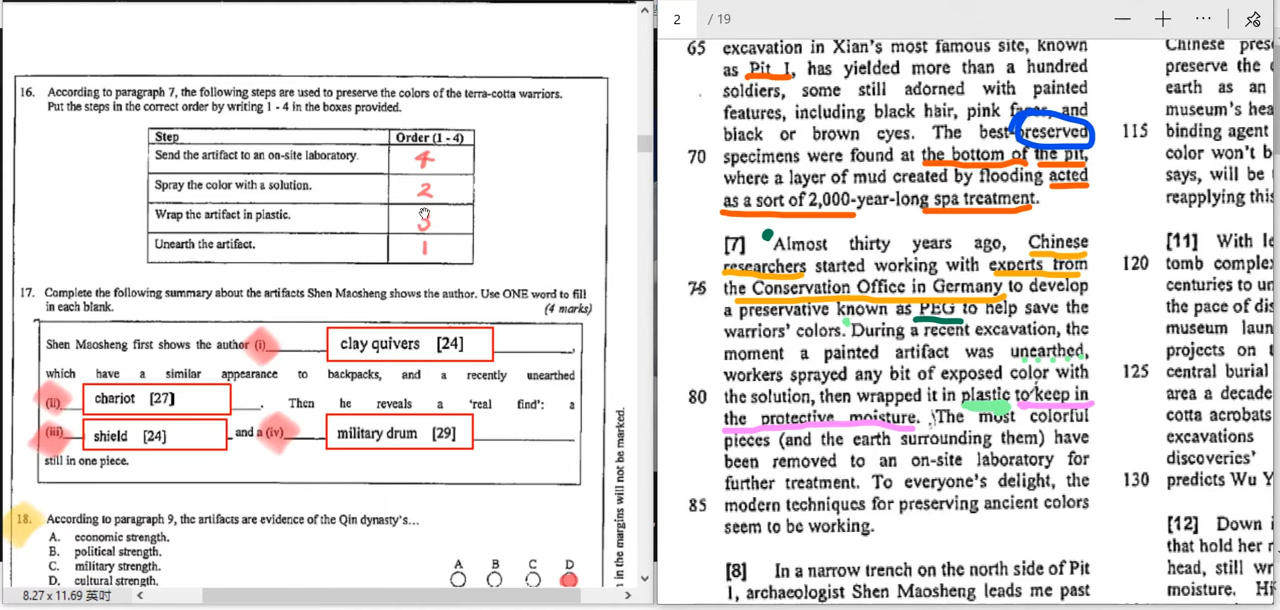 16. According to paragraph 7, the following steps are used to preserve the colors of the terra-cotta warriors.
Put the steps in the correct order by writing 1 - 4 in the boxes provided.
Step Order (1 - 4)
Send the artifact to an on-site laboratory. 4
Spray the color with a solution. 2
Wrap the artifact in plastic. 3
Unearth the artifact. 1
17. Complete the following summary about the artifacts Shen Maosheng shows the author. Use ONE word to fill
in each blank. (4 marks)
Shen Maosheng first shows the author (i) clay quivers [24] ,
which have a similar appearance to backpacks, and a recently unearthed
(ii) chariot [27] . Then he reveals a 'real find': a
(iii) shield [24] and a (iv) military drum [29]
still in one piece.
18. According to paragraph 9, the artifacts are evidence of the Qin dynasty's...
A. economic strength.
B. political strength.
C. military strength.
D. cultural strength.
A B C D
in the margins will not be marked.
8.27 x 11.69 英吋
2 / 19
65 excavation in Xian's most famous site, known
as Pit 1, has yielded more than a hundred
soldiers, some still adorned with painted
features, including black hair, pink faces, and
black or brown eyes. The best-preserved
70 specimens were found at the bottom of the pit,
where a layer of mud created by flooding acted
as a sort of 2,000-year-long spa treatment.
[7] Almost thirty years ago, Chinese
researchers started working with experts from
75 the Conservation Office in Germany to develop
a preservative known as PEG to help save the
warriors' colors. During a recent excavation, the
moment a painted artifact was unearthed,
workers sprayed any bit of exposed color with
80 the solution, then wrapped it in plastic to keep in
the protective moisture. The most colorful
pieces (and the earth surrounding them) have
been removed to an on-site laboratory for
further treatment. To everyone's delight, the
85 modern techniques for preserving ancient colors
seem to be working.
[8] In a narrow trench on the north side of Pit
1, archaeologist Shen Maosheng leads me past
Chinese
preserve the
earth as an
museum's
115 binding agent
color won't b
says, will be
reapplying this
[11] With
120 tomb
centuries to
the pace of
museum
projects on
125 central burial
area a decade
cotta acrobats
excavations
discoveries'
130 predicts Wu Y
[12] Down
that hold her
head, still
moisture.